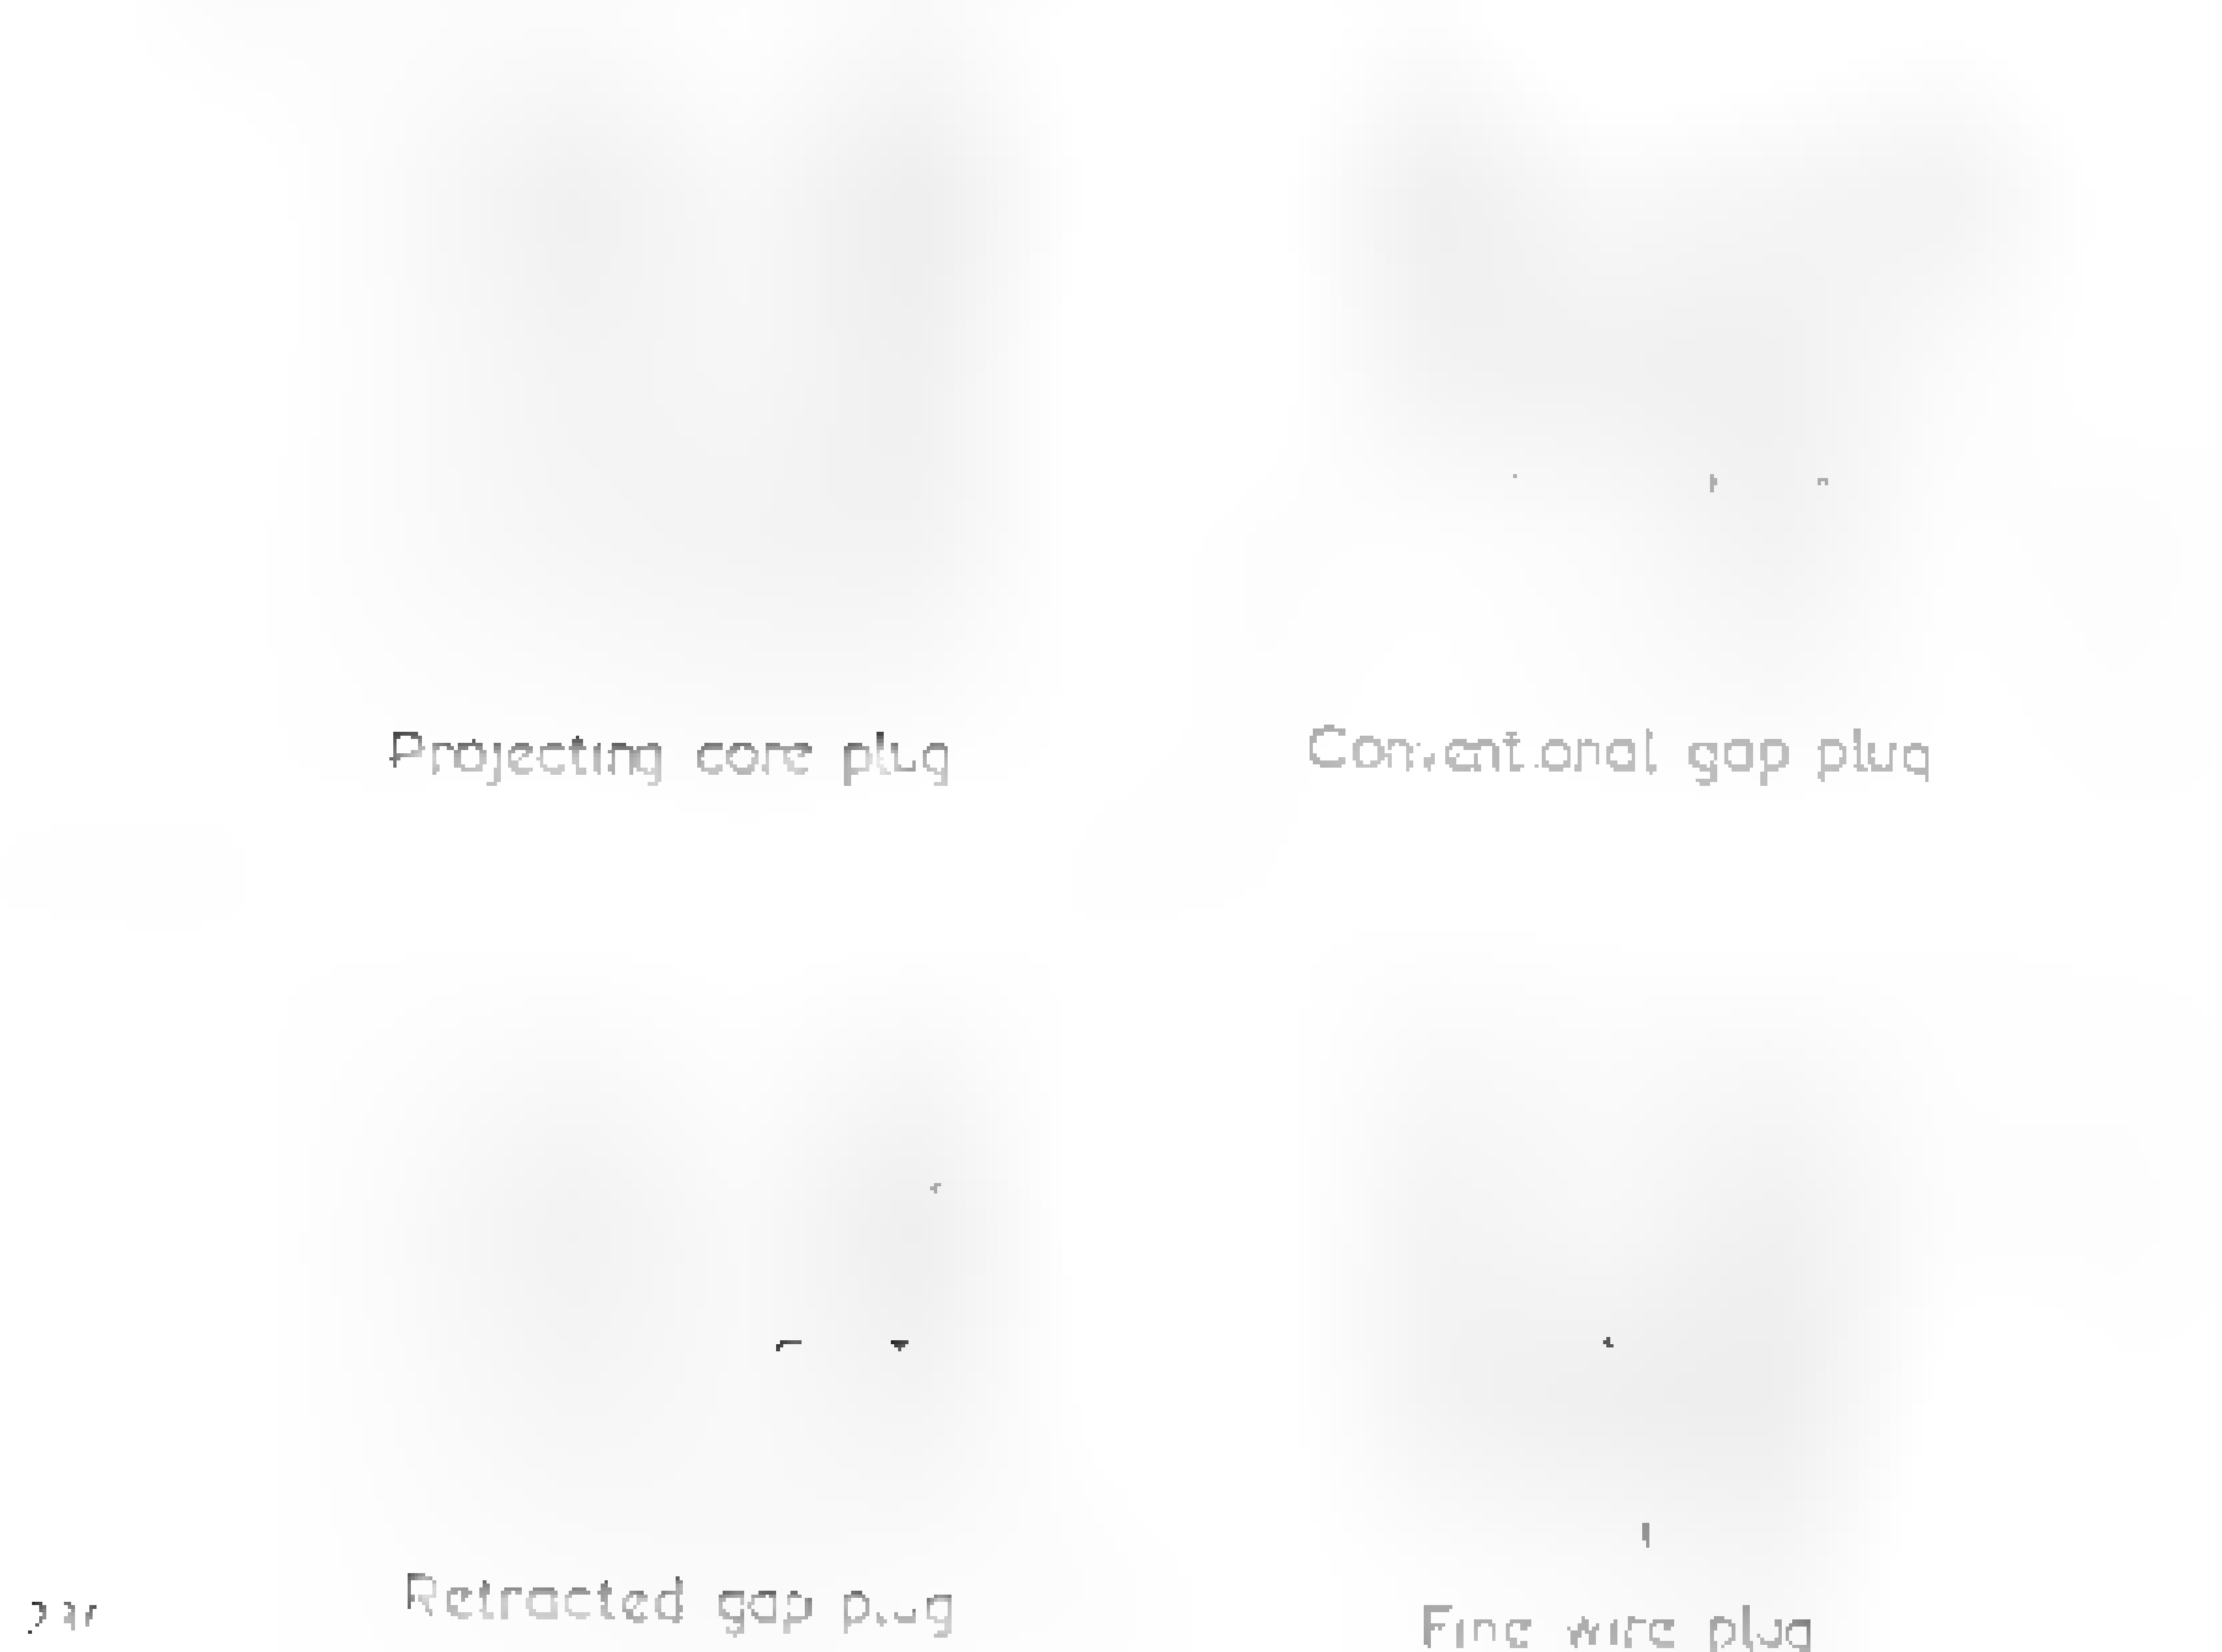 Projecting core plug
Conventional gap plug
Retracted gap plug
Fine wire plug